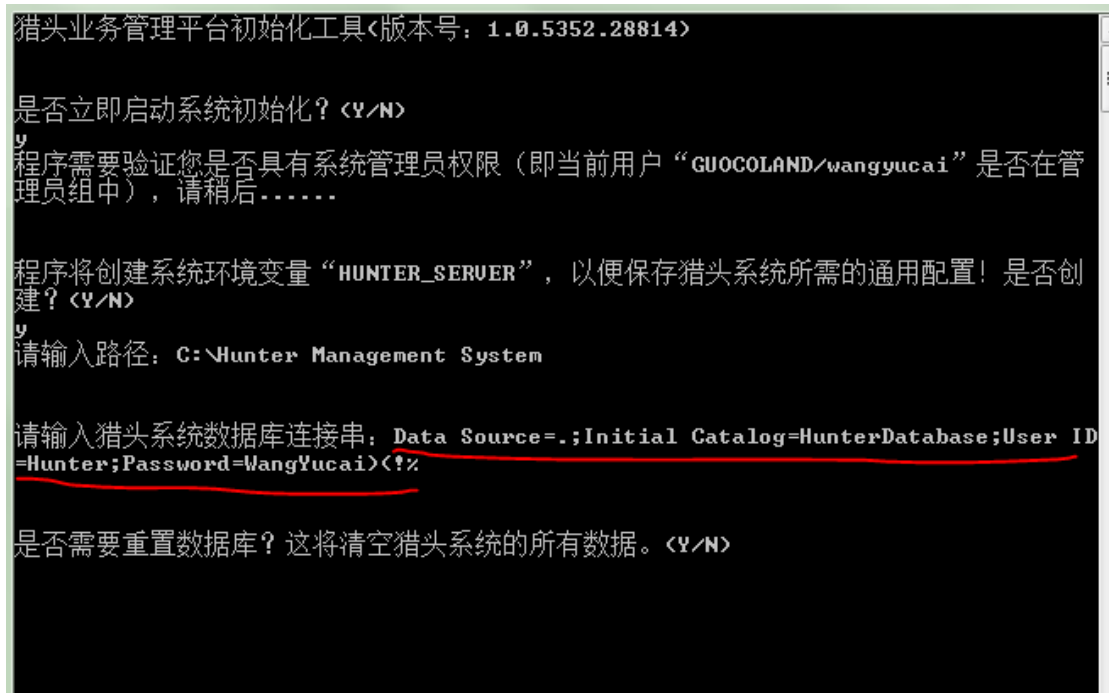 猎头业务管理平台初始化工具(版本号：1.0.5352.28814)
是否立即启动系统初始化？(Y/N)
y
程序需要验证您是否具有系统管理员权限（即当前用户“GUOCOLAND/wangyucai”是否在管
理员组中），请稍后......
程序将创建系统环境变量“HUNTER_SERVER”，以便保存猎头系统所需的通用配置！是否创
建？(Y/N)
y
请输入路径：C:\Hunter Management System
请输入猎头系统数据库连接串：Data Source=.;Initial Catalog=HunterDatabase;User ID
=Hunter;Password=WangYucai)(!%
是否需要重置数据库？这将清空猎头系统的所有数据。(Y/N)